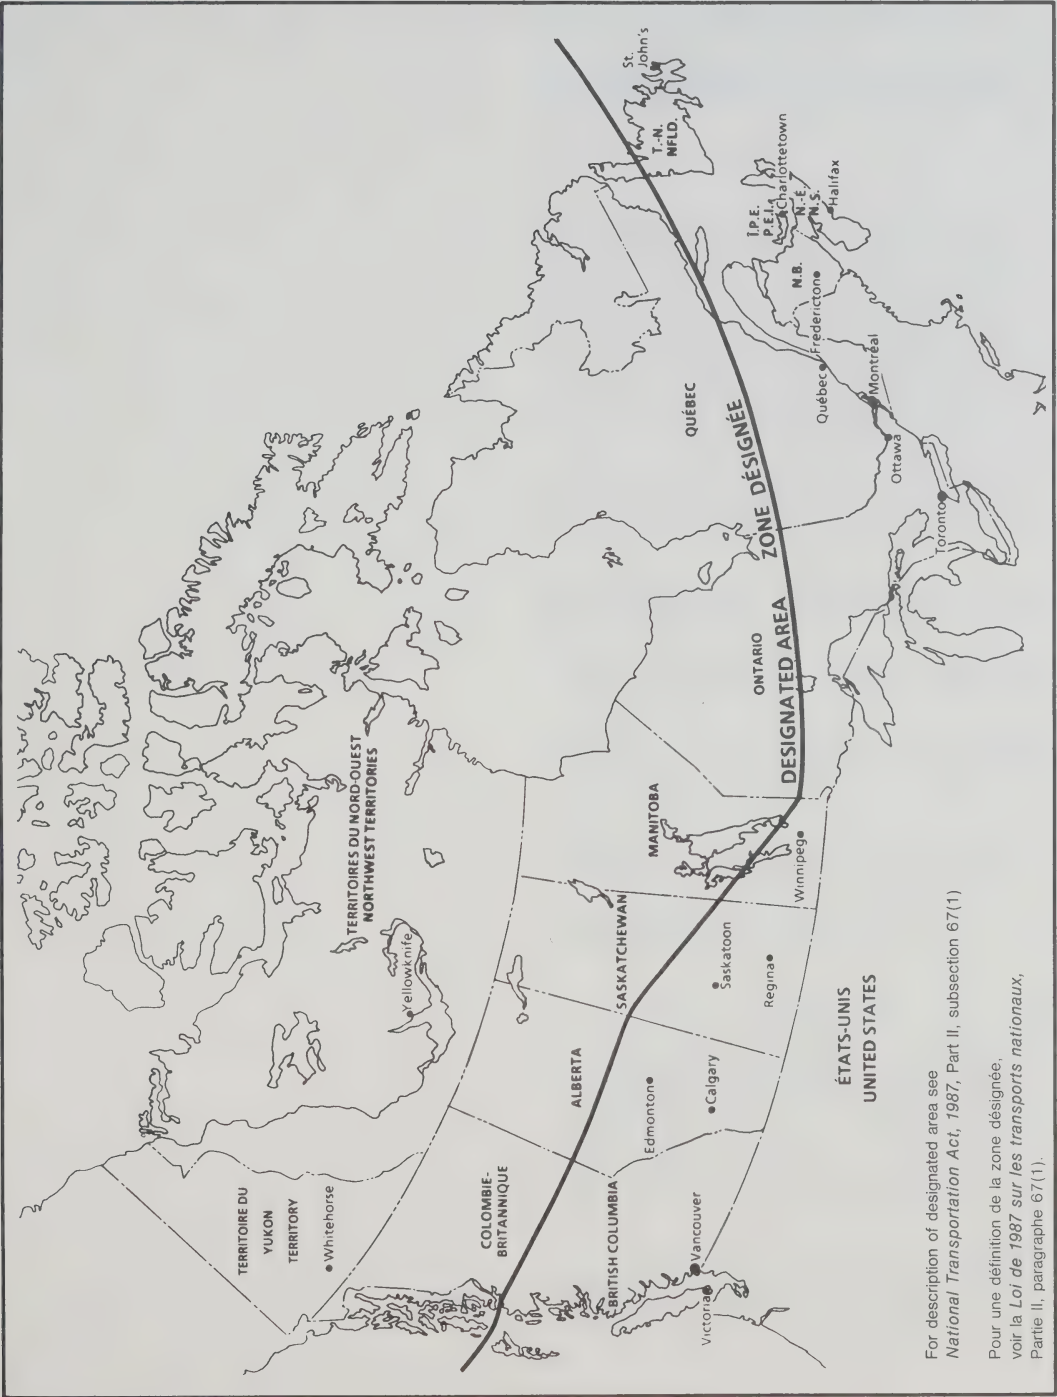 TERRITOIRE DU
YUKON
TERRITORY
Whitehorse
TERRITOIRES DU NORD-OUEST
NORTHWEST TERRITORIES
Yellowknife
COLOMBIE-
BRITANNIQUE
BRITISH COLUMBIA
Victoria
Vancouver
ALBERTA
Edmonton
Calgary
SASKATCHEWAN
Saskatoon
Regina
MANITOBA
Winnipeg
ONTARIO
DESIGNATED AREA
ZONE DÉSIGNÉE
Toronto
Ottawa
QUÉBEC
Montréal
Québec
Fredericton
N.B.
Î.P.E.
P.E.I.
Charlottetown
N.-É.
N.S.
Halifax
T.-N.
NFLD.
St.
John's
ÉTATS-UNIS
UNITED STATES
For description of designated area see
National Transportation Act, 1987, Part II, subsection 67(1)
Pour une définition de la zone désignée,
voir la Loi de 1987 sur les transports nationaux,
Partie II, paragraphe 67(1).